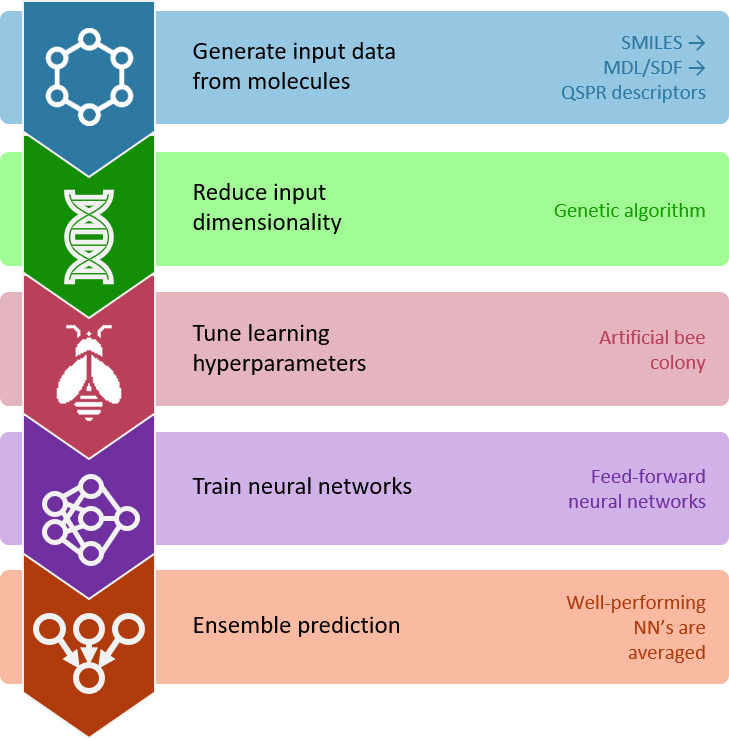 Generate input data
from molecules
SMILES →
MDL/SDF →
QSPR descriptors
Reduce input
dimensionality
Genetic algorithm
Tune learning
hyperparameters
Artificial bee
colony
Train neural networks
Feed-forward
neural networks
Ensemble prediction
Well-performing
NN’s are
averaged